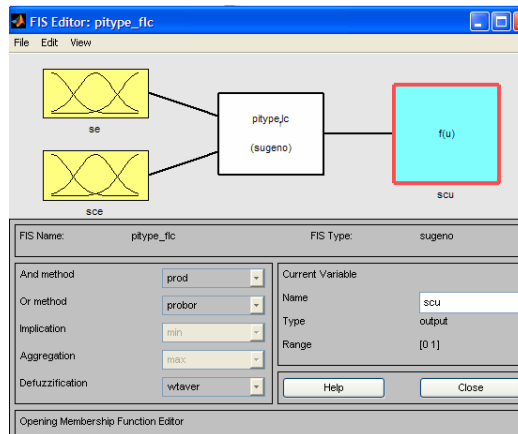 FIS Editor: pitype_flc
File Edit View
se
sce
pitype_lc
(sugeno)
f(u)
scu
FIS Name: pitype_flc FIS Type: sugeno
And method prod
Or method probor
Implication min
Aggregation max
Defuzzification wtaver
Current Variable
Name scu
Type output
Range [0 1]
Help Close
Opening Membership Function Editor